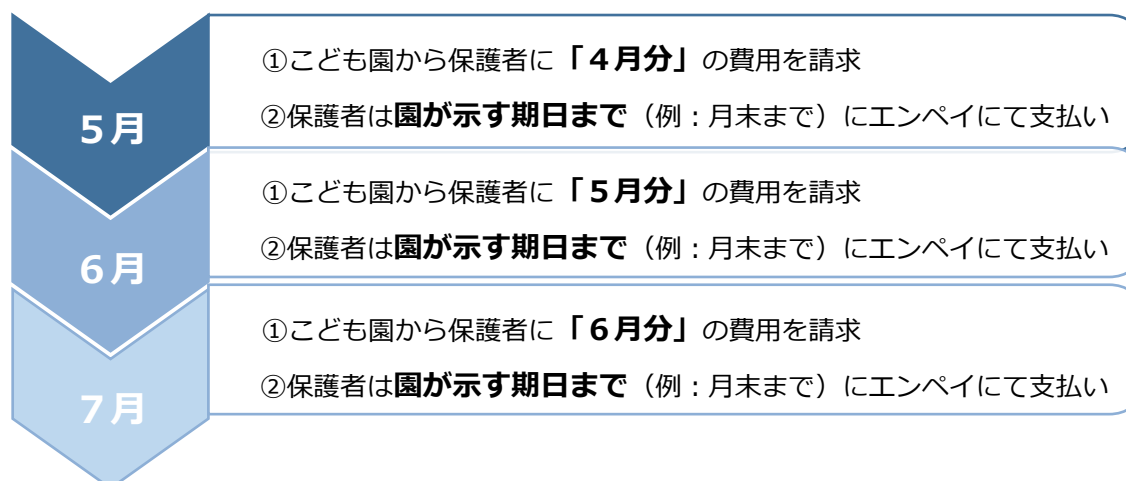 5月
①こども園から保護者に「４月分」の費用を請求
②保護者は園が示す期日まで（例：月末まで）にエンペイにて支払い
６月
①こども園から保護者に「５月分」の費用を請求
②保護者は園が示す期日まで（例：月末まで）にエンペイにて支払い
７月
①こども園から保護者に「６月分」の費用を請求
②保護者は園が示す期日まで（例：月末まで）にエンペイにて支払い